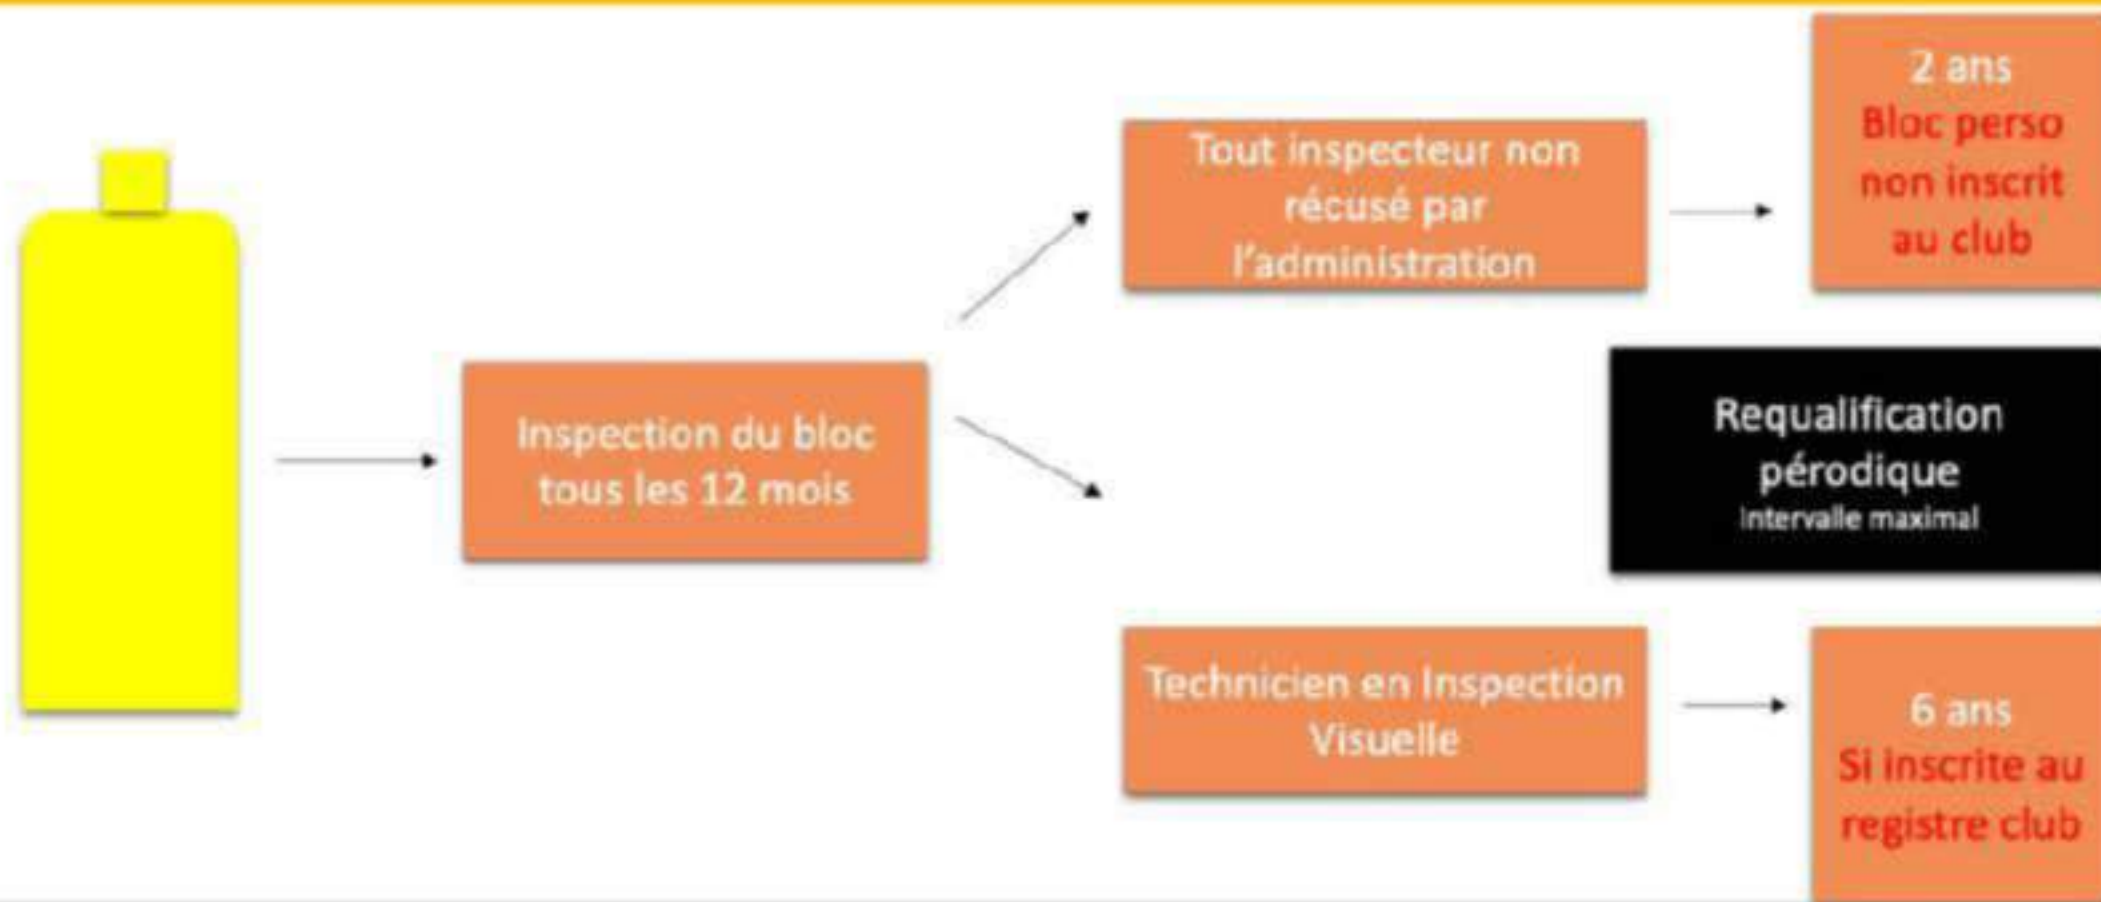 2 ans
Bloc perso
non inscrit
au club
Tout inspecteur non
récusé par
l'administration
Inspection du bloc
tous les 12 mois
Requalification
pérodique
Intervalle maximal
Technicien en Inspection
Visuelle
6 ans
Si inscrite au
registre club